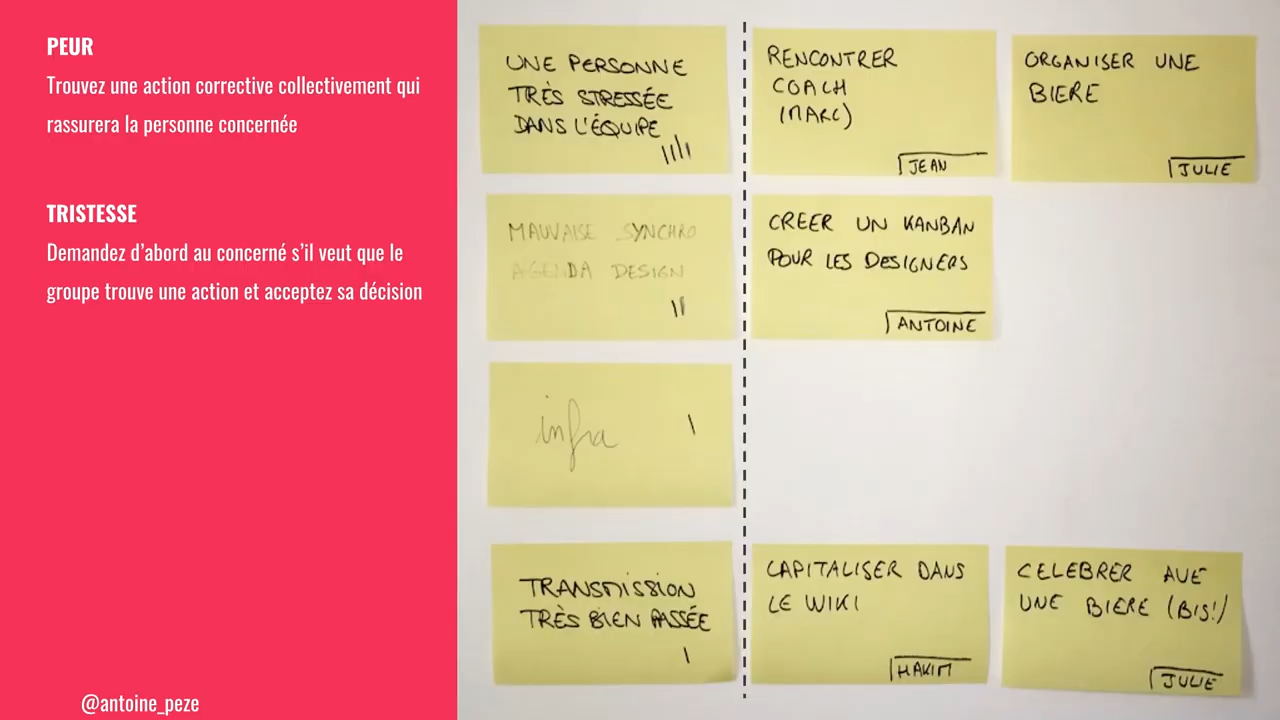 PEUR
Trouvez une action corrective collectivement qui
rassurera la personne concernée
TRISTESSE
Demandez d’abord au concerné s’il veut que le
groupe trouve une action et acceptez sa décision
@antoine_peze
UNE PERSONNE
TRÈS STRESSÉE
DANS L'ÉQUIPE
RENCONTRER
COACH
(MARC)
JEAN
ORGANISER UNE
BIERE
JULIE
MAUVAISE SYNCHRO
AGENDA DESIGN
CREER UN KANBAN
POUR LES DESIGNERS
ANTOINE
infra
TRANSMISSION
TRÈS BIEN PASSÉE
CAPITALISER DANS
LE WIKI
HAKIM
CELEBRER AVE
UNE BIERE (BIS!)
JULIE